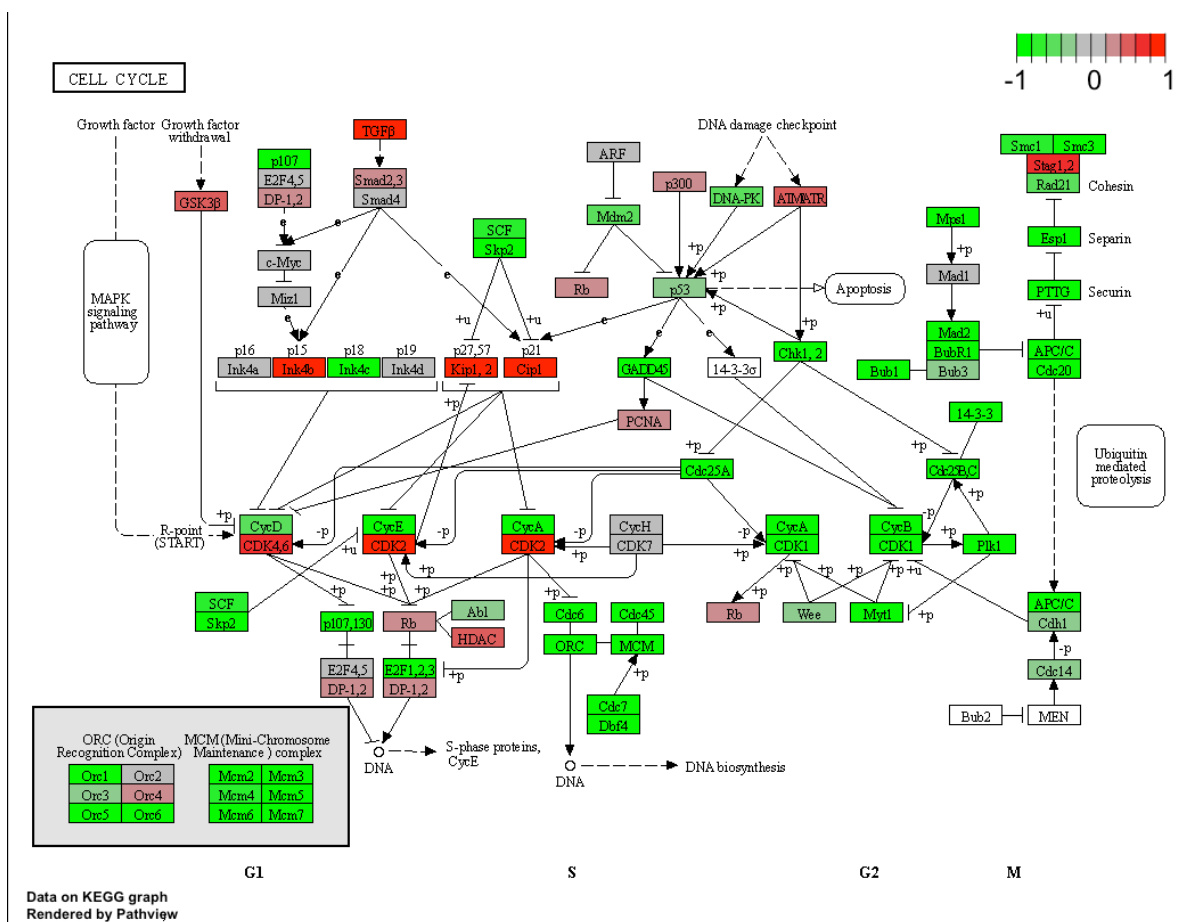 CELL CYCLE
-1 0 1
Growth factor
Growth factor
withdrawal
TGFβ
DNA damage checkpoint
p107
E2F4,5
DP-1,2
GSK3β
Smad2,3
Smad4
ARF
p300
DNA-PK
ATM/ATR
Mdm2
Smc1
Smc3
Stag1,2
Rad21
Cohesin
e
e
SCF
Skp2
Mps1
+p
Esp1
Separin
c-Myc
Miz1
Rb
p53
+p
+p
+p
Apoptosis
Mad1
PTTG
Securin
MAPK
signaling
pathway
e
e
e
e
e
+u
+u
+p
+u
Mad2
BubR1
Bub3
Bub1
APC/C
Cdc20
p16
p15
p18
p19
p27,57
p21
Ink4a
Ink4b
Ink4c
Ink4d
Kip1, 2
Cip1
GADD45
14-3-3σ
Chk1, 2
+p
PCNA
14-3-3
+p
+p
Cdc25A
Cdc25B,C
Ubiquitin
mediated
proteolysis
R-point
(START)
+p
CycD
CDK4,6
-p
CycE
CDK2
-p
CycA
CDK2
-p
CycH
CDK7
-p
+p
CycA
CDK1
CycB
CDK1
-p
+p
+p
Plk1
+u
+p
+p
+p
+p
+p
+p
+p
+p
+p
+p
+u
+p
SCF
Skp2
p107,130
Rb
Abl
HDAC
Cdc6
Cdc45
ORC
MCM
Rb
Wee
Myt1
APC/C
Cdh1
-p
E2F4,5
DP-1,2
E2F1,2,3
DP-1,2
+p
+p
Cdc7
Dbf4
Cdc14
Bub2
MEN
DNA
S-phase proteins,
CycE
DNA
DNA biosynthesis
ORC (Origin
Recognition Complex)
MCM (Mini-Chromosome
Maintenance ) complex
Orc1
Orc2
Mcm2
Mcm3
Orc3
Orc4
Mcm4
Mcm5
Orc5
Orc6
Mcm6
Mcm7
G1
S
G2
M
Data on KEGG graph
Rendered by Pathview